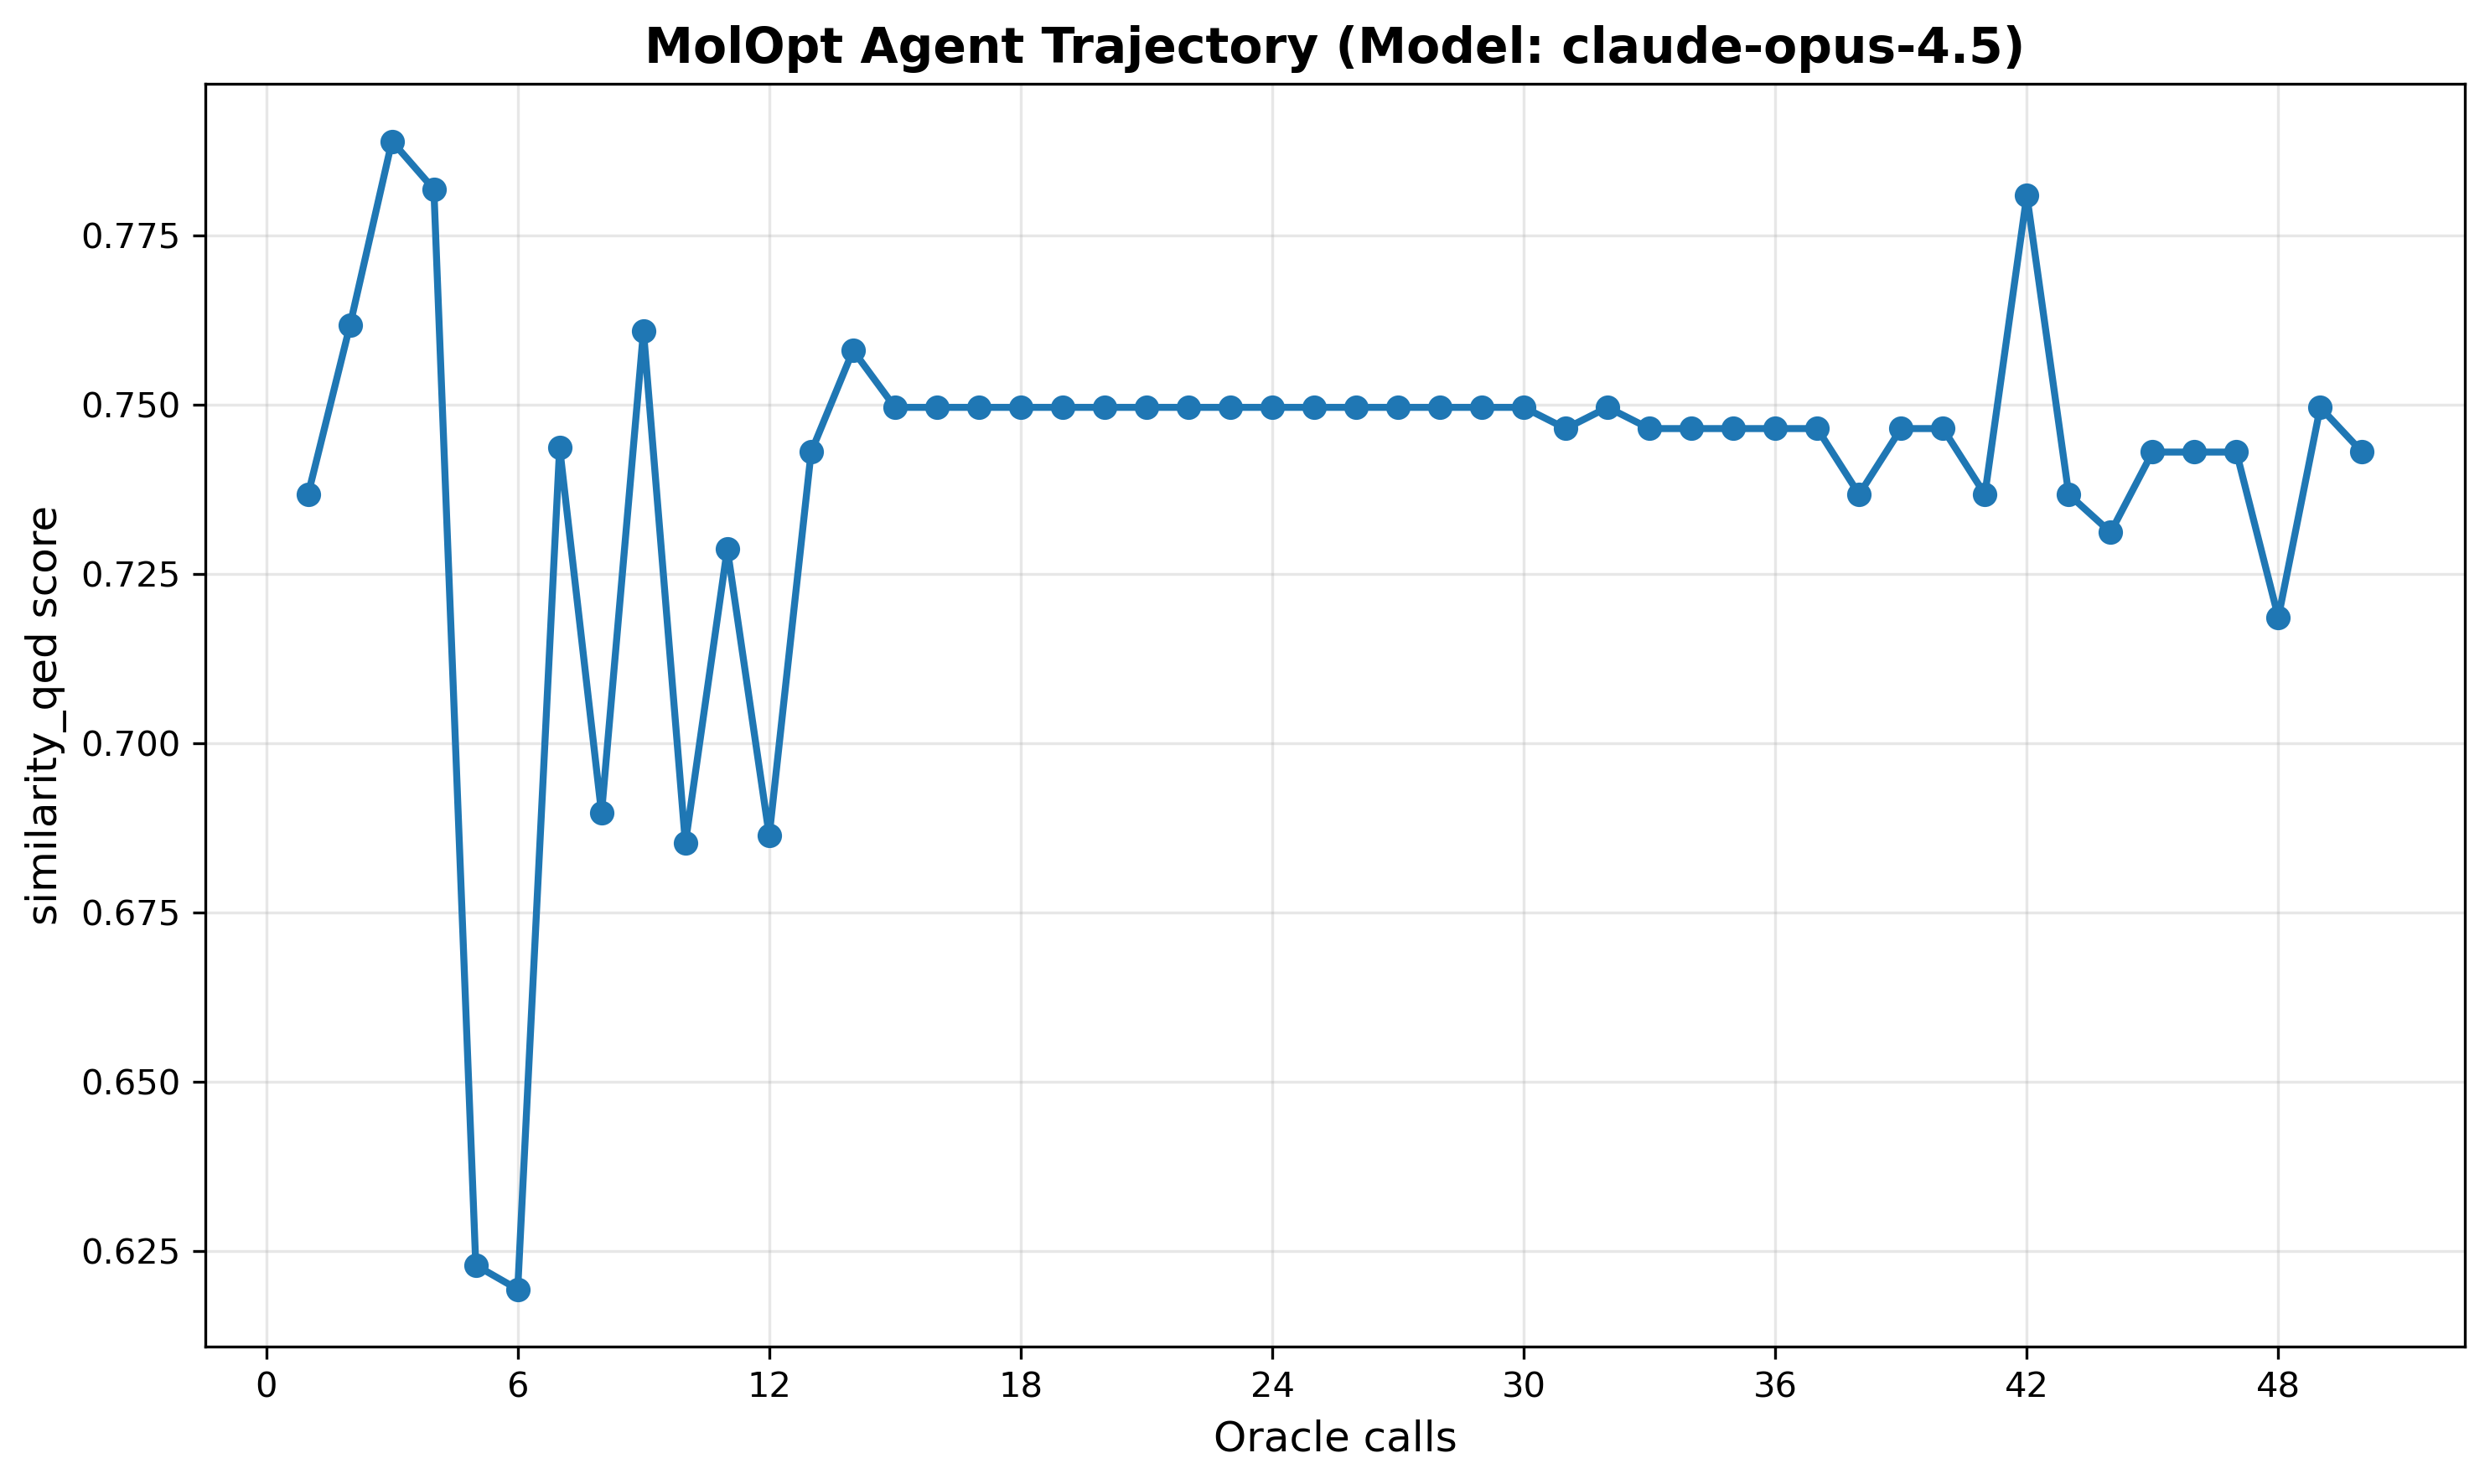 MolOpt Agent Trajectory (Model: claude-opus-4.5)
similarity_qed score
0.775
0.750
0.725
0.700
0.675
0.650
0.625
0 6 12 18 24 30 36 42 48
Oracle calls